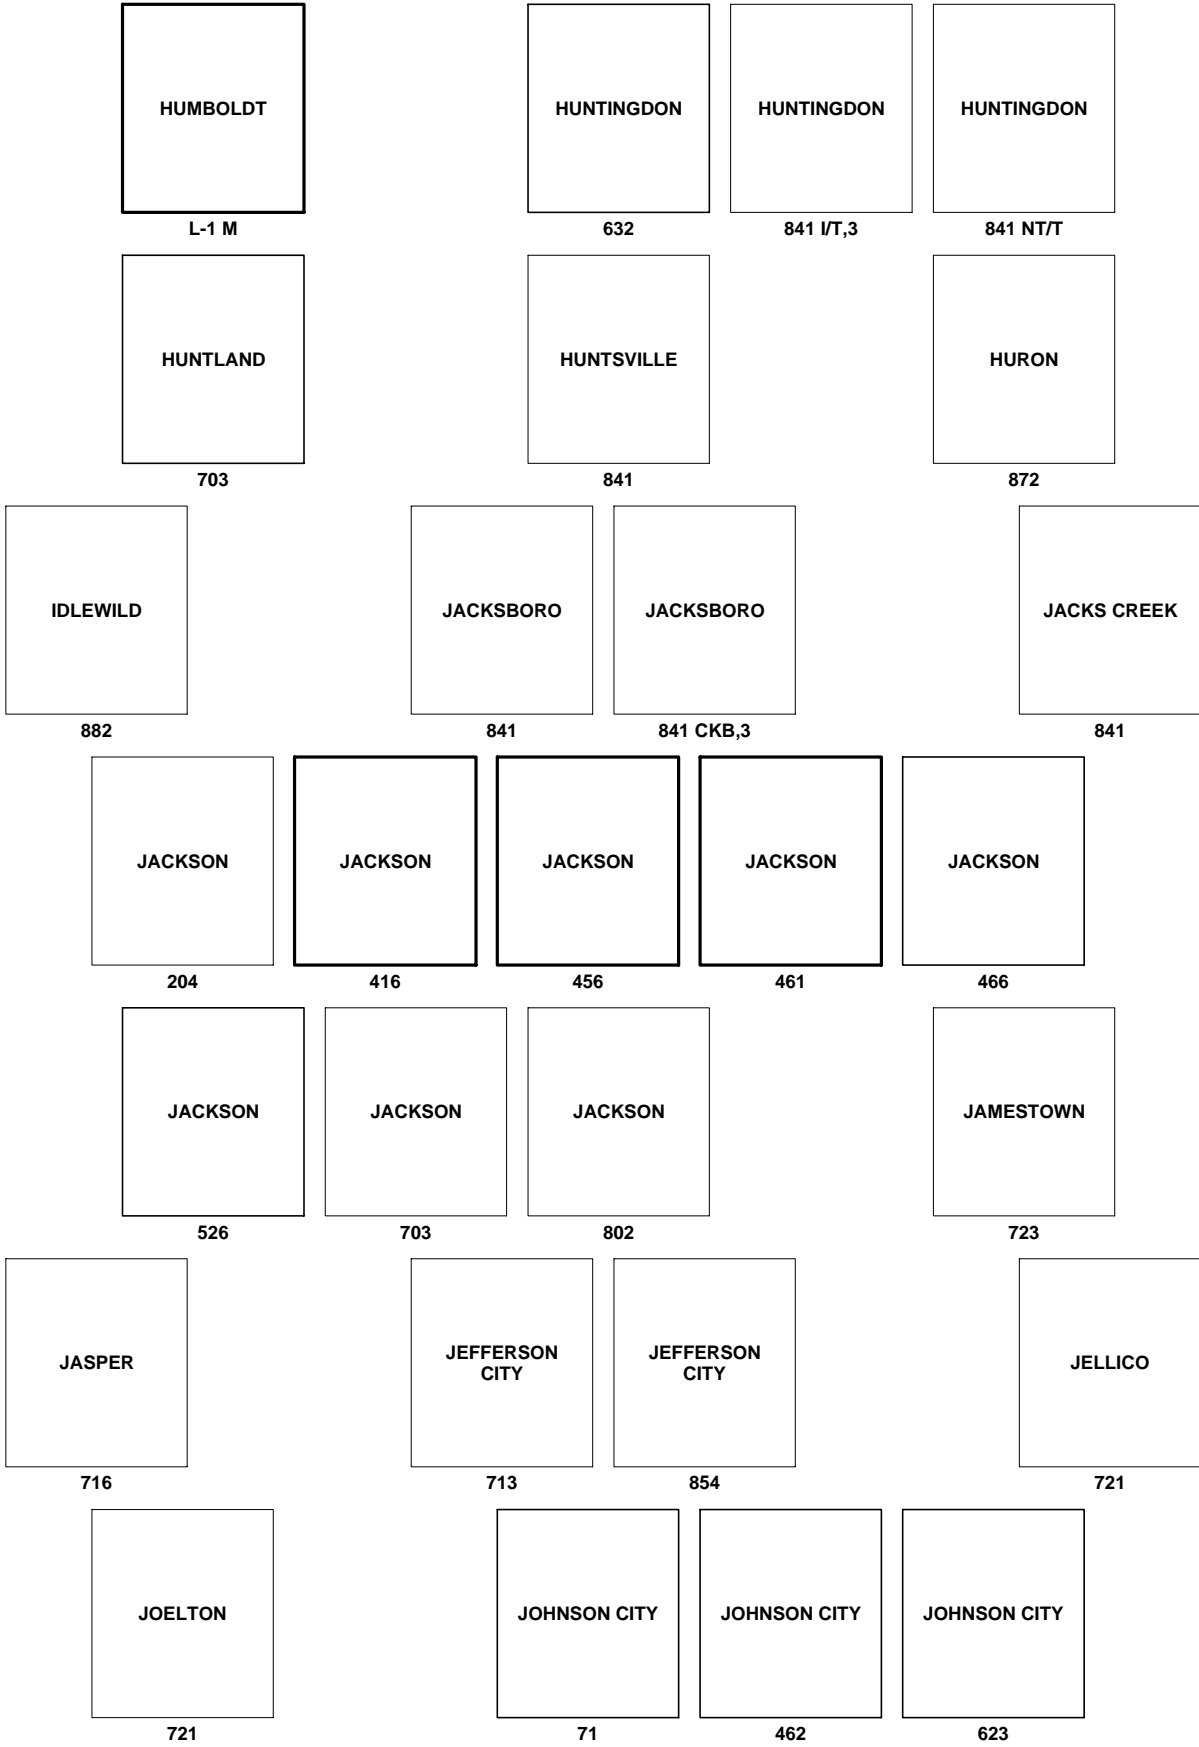 HUMBOLDT
HUNTINGDON
HUNTINGDON
HUNTINGDON
L-1 M
632
841 I/T,3
841 NT/T
HUNTLAND
HUNTSVILLE
HURON
703
841
872
IDLEWILD
JACKSBORO
JACKSBORO
JACKS CREEK
882
841
841 CKB,3
841
JACKSON
JACKSON
JACKSON
JACKSON
JACKSON
204
416
456
461
466
JACKSON
JACKSON
JACKSON
JAMESTOWN
526
703
802
723
JASPER
JEFFERSON
CITY
JEFFERSON
CITY
JELLICO
716
713
854
721
JOELTON
JOHNSON CITY
JOHNSON CITY
JOHNSON CITY
721
71
462
623